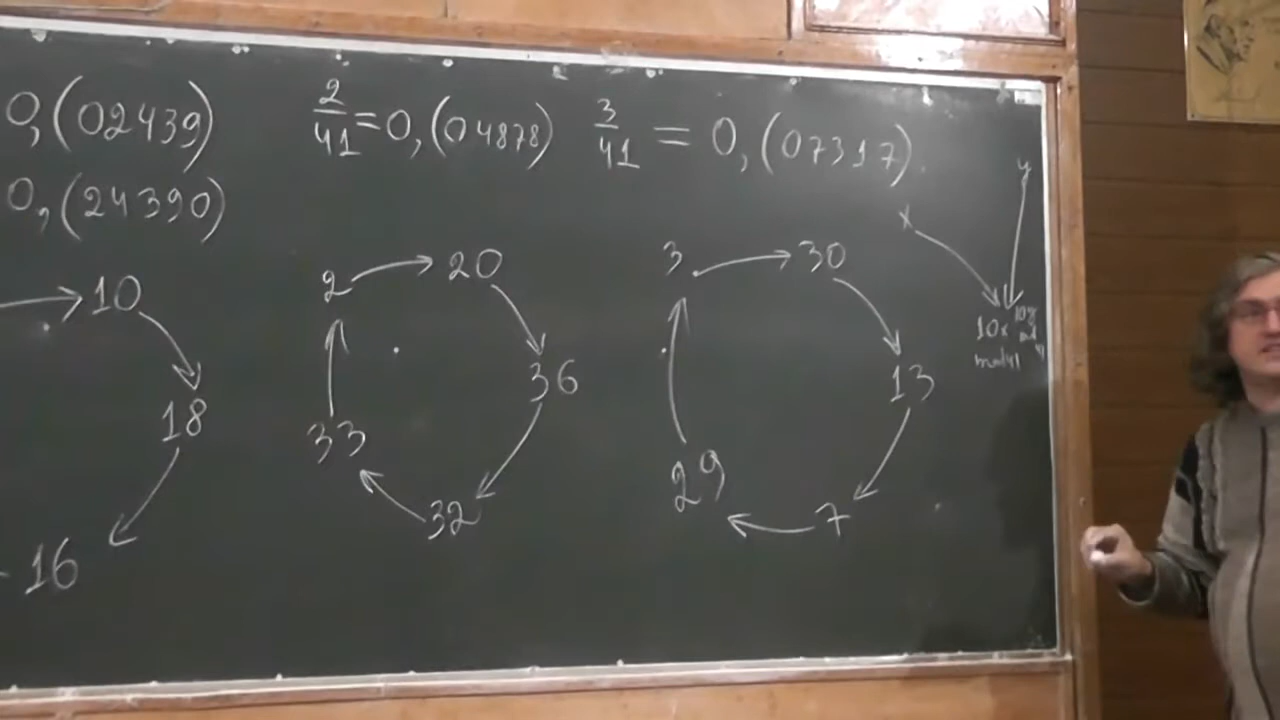 0,(02439)
2/41 = 0,(04878)
3/41 = 0,(07317)
0,(24390)
→ 10
18
16
2 → 20
36
32
33
3 → 30
13
7
29
x
y
10x
mod 41
10y